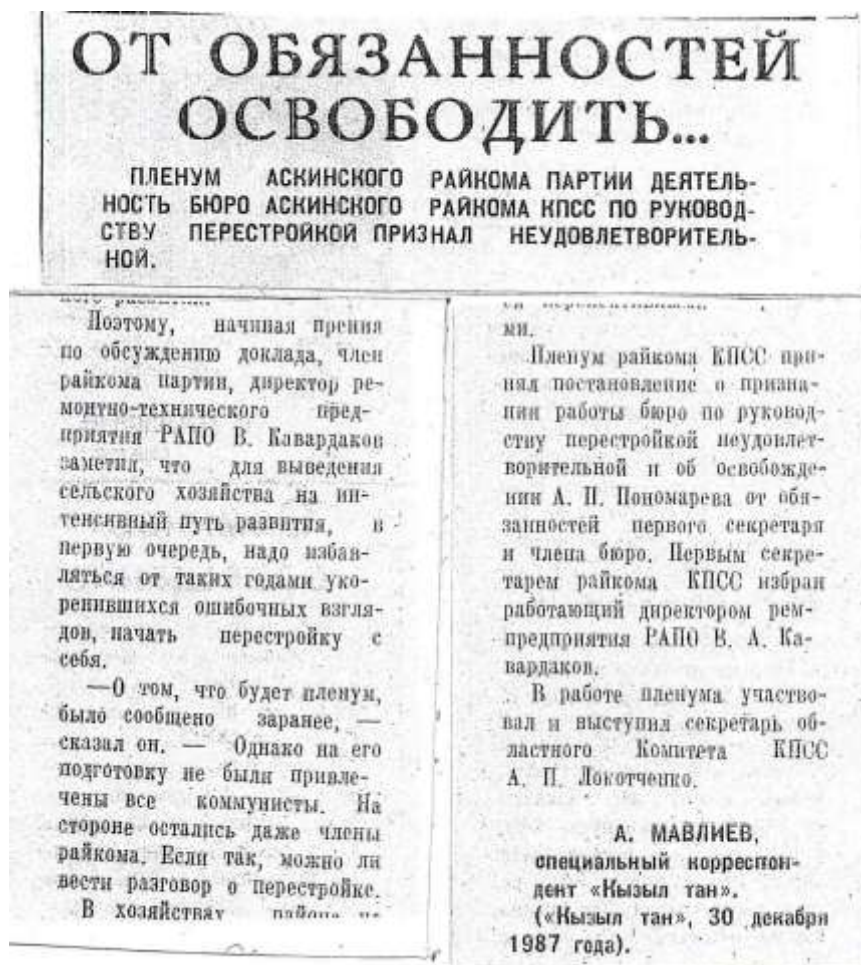 ОТ ОБЯЗАННОСТЕЙ
ОСВОБОДИТЬ...
ПЛЕНУМ АСКИНСКОГО РАЙКОМА ПАРТИИ ДЕЯТЕЛЬ-
НОСТЬ БЮРО АСКИНСКОГО РАЙКОМА КПСС ПО РУКОВОД-
СТВУ ПЕРЕСТРОЙКОЙ ПРИЗНАЛ НЕУДОВЛЕТВОРИТЕЛЬ-
НОЙ.
Поэтому, начиная прения
по обсуждению доклада, член
райкома партии, директор ре-
монтно-технического пред-
приятия РАПО В. Кавардаков
заметил, что для выведения
сельского хозяйства на ин-
тенсивный путь развития, в
первую очередь, надо избав-
ляться от таких годами уко-
ренившихся ошибочных взгля-
дов, начать перестройку с
себя.
—О том, что будет пленум,
было сообщено заранее, —
сказал он. — Однако на его
подготовку не были привле-
чены все коммунисты. На
стороне остались даже члены
райкома. Если так, можно ли
вести разговор о перестройке.
В хозяйствах района
ми.
Пленум райкома КПСС при-
нял постановление о призна-
нии работы бюро по руковод-
ству перестройкой неудовлет-
ворительной и об освобожде-
нии А. П. Пономарева от обя-
занностей первого секретаря
и члена бюро. Первым секре-
тарем райкома КПСС избран
работающий директором рем-
предприятия РАПО В. А. Ка-
вардаков.
В работе пленума участво-
вал и выступил секретарь об-
ластного Комитета КПСС
А. П. Локотченко.
А. МАВЛИЕВ,
специальный корреспон-
дент «Кызыл тан».
(«Кызыл тан», 30 декабря
1987 года).